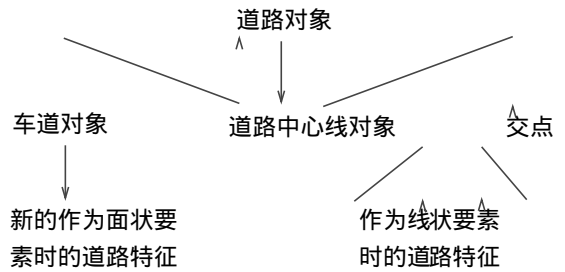 道路对象
车道对象
道路中心线对象
交点
新的作为面状要
素时的道路特征
作为线状要素
时的道路特征